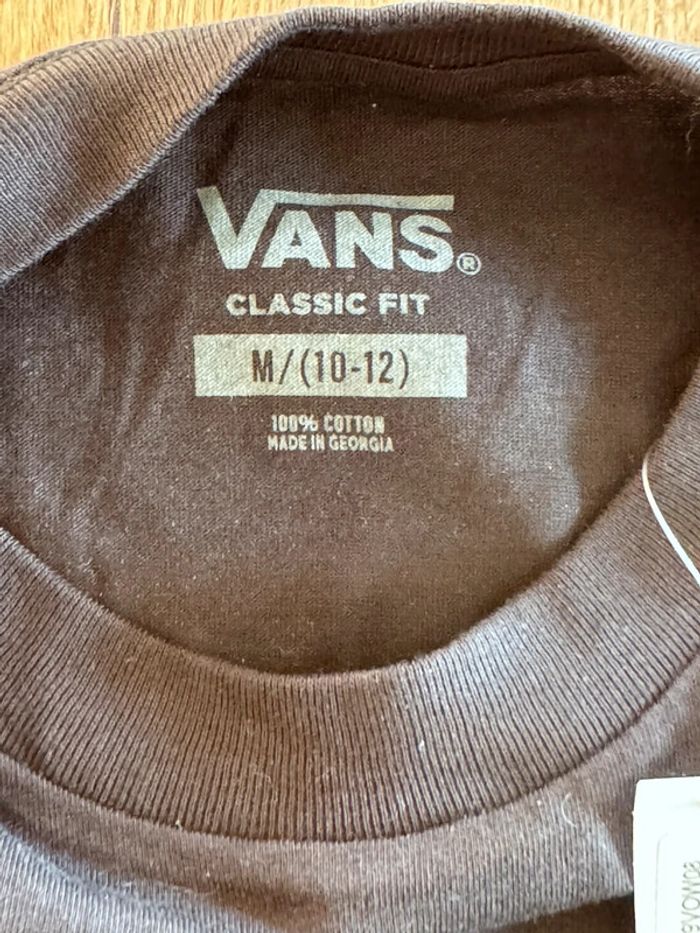 VANS®
CLASSIC FIT
M/(10-12)
100% COTTON
MADE IN GEORGIA